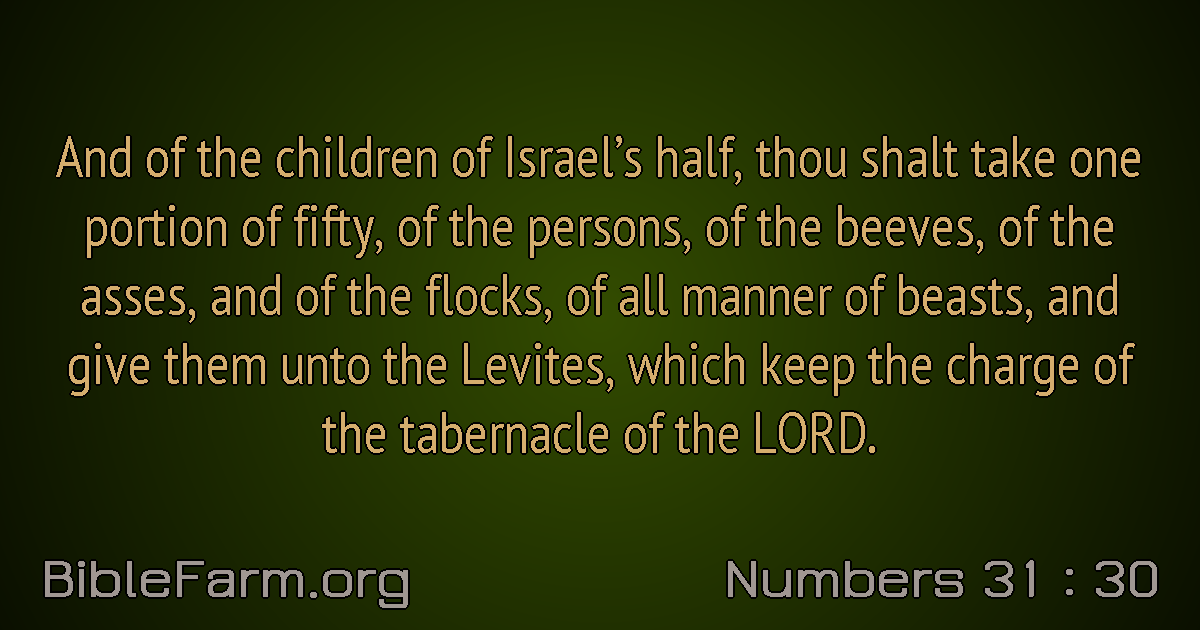 And of the children of Israel’s half, thou shalt take one
portion of fifty, of the persons, of the beeves, of the
asses, and of the flocks, of all manner of beasts, and
give them unto the Levites, which keep the charge of
the tabernacle of the LORD.
BibleFarm.org
Numbers 31 : 30